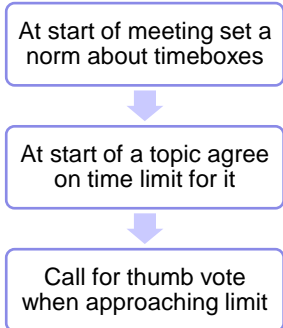 At start of meeting set a
norm about timeboxes
At start of a topic agree
on time limit for it
Call for thumb vote
when approaching limit